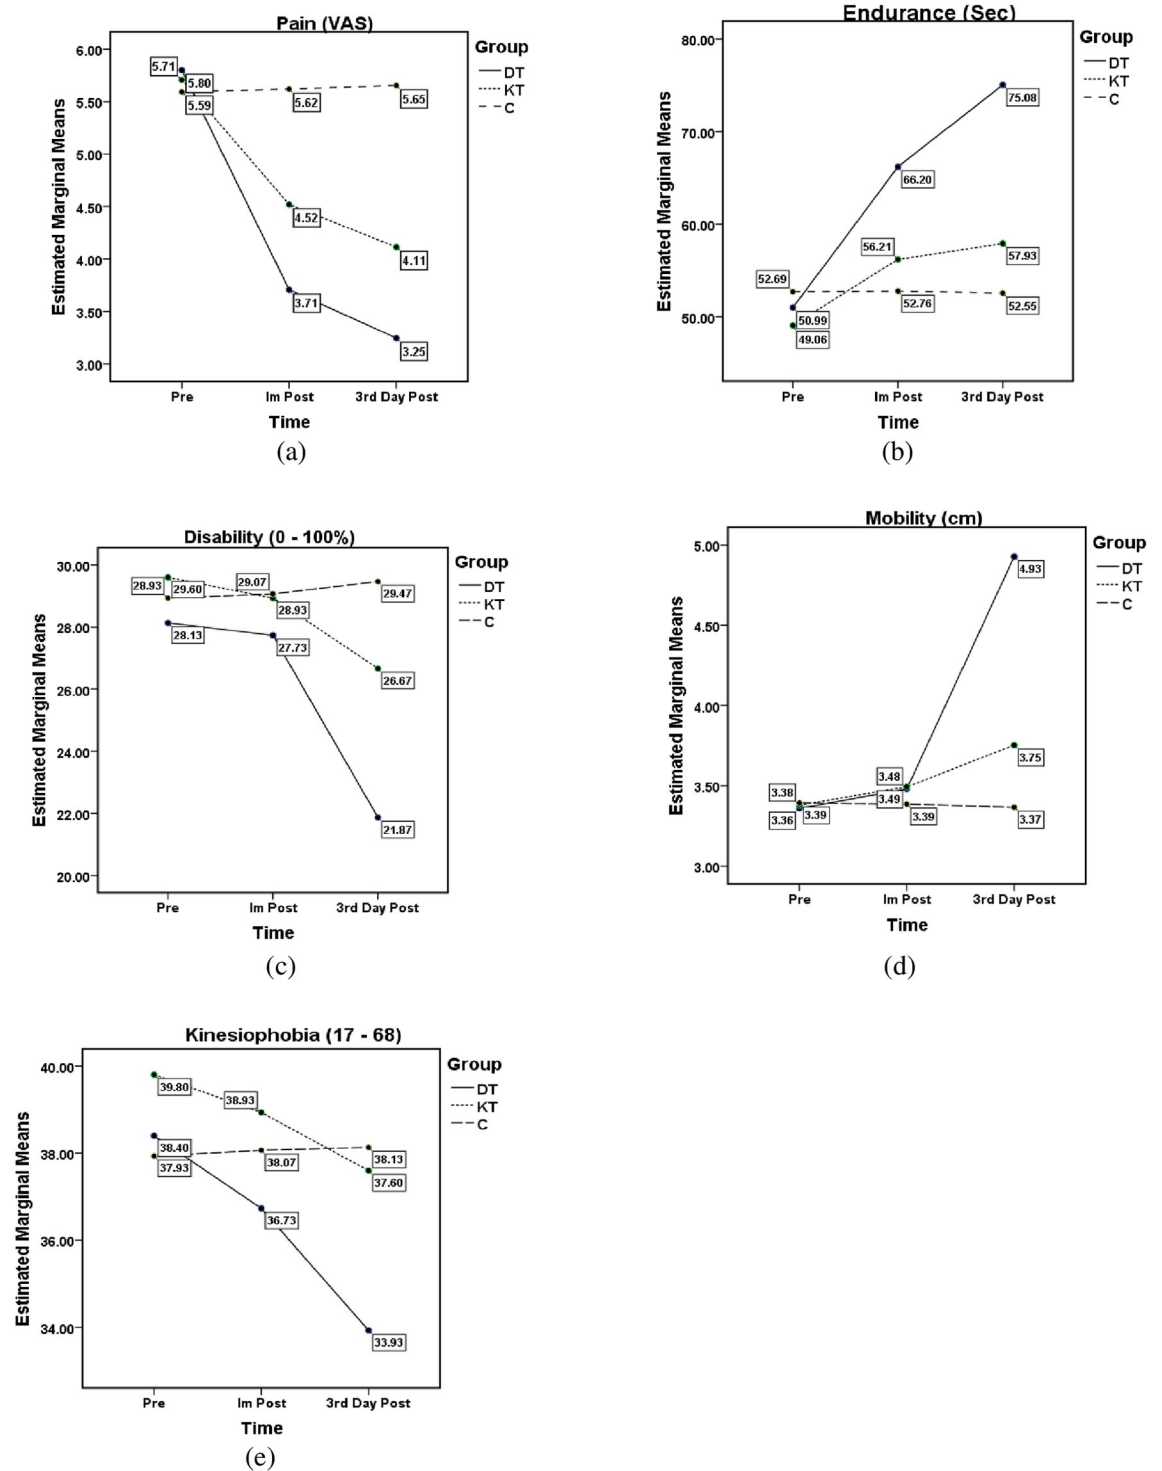 Pain (VAS)
Estimated Marginal Means
6.00
5.50
5.00
4.50
4.00
3.50
3.00
5.71
5.80
5.59
5.62
5.65
4.52
4.11
3.71
3.25
Pre
Im Post
3rd Day Post
Time
Group
DT
KT
C
(a)
Endurance (Sec)
Estimated Marginal Means
80.00
70.00
60.00
50.00
75.08
66.20
56.21
57.93
52.69
52.76
52.55
50.99
49.06
Pre
Im Post
3rd Day Post
Time
Group
DT
KT
C
(b)
Disability (0 - 100%)
Estimated Marginal Means
30.00
28.00
26.00
24.00
22.00
20.00
28.93
29.60
29.07
29.47
28.93
28.13
27.73
26.67
21.87
Pre
Im Post
3rd Day Post
Time
Group
DT
KT
C
(c)
Mobility (cm)
Estimated Marginal Means
5.00
4.50
4.00
3.50
3.00
4.93
3.75
3.48
3.38
3.49
3.36
3.39
3.39
3.37
Pre
Im Post
3rd Day Post
Time
Group
DT
KT
C
(d)
Kinesiophobia (17 - 68)
Estimated Marginal Means
40.00
38.00
36.00
34.00
39.80
38.93
38.40
37.93
38.07
38.13
37.60
36.73
33.93
Pre
Im Post
3rd Day Post
Time
Group
DT
KT
C
(e)